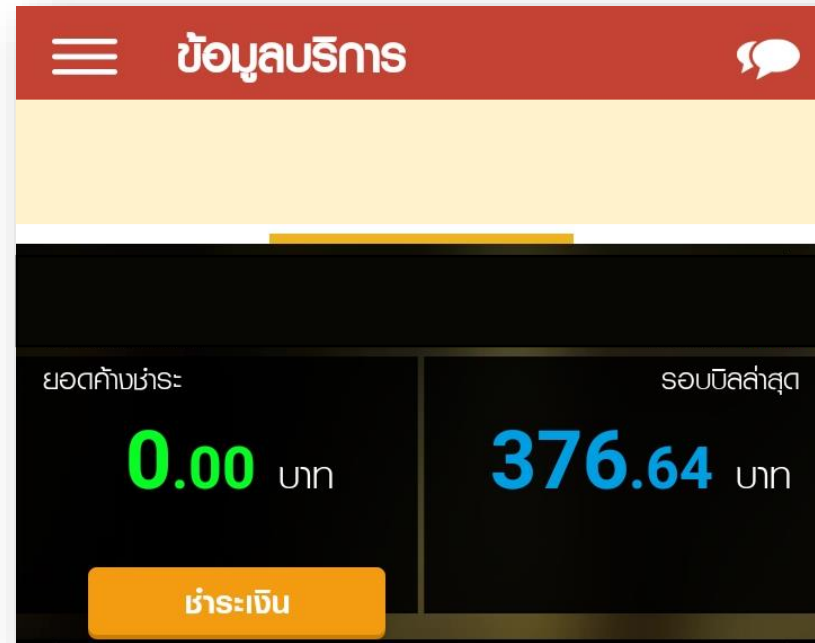 ข้อมูลบริการ
ยอดค้างชำระ
0.00 บาท
รอบบิลล่าสุด
376.64 บาท
ชำระเงิน